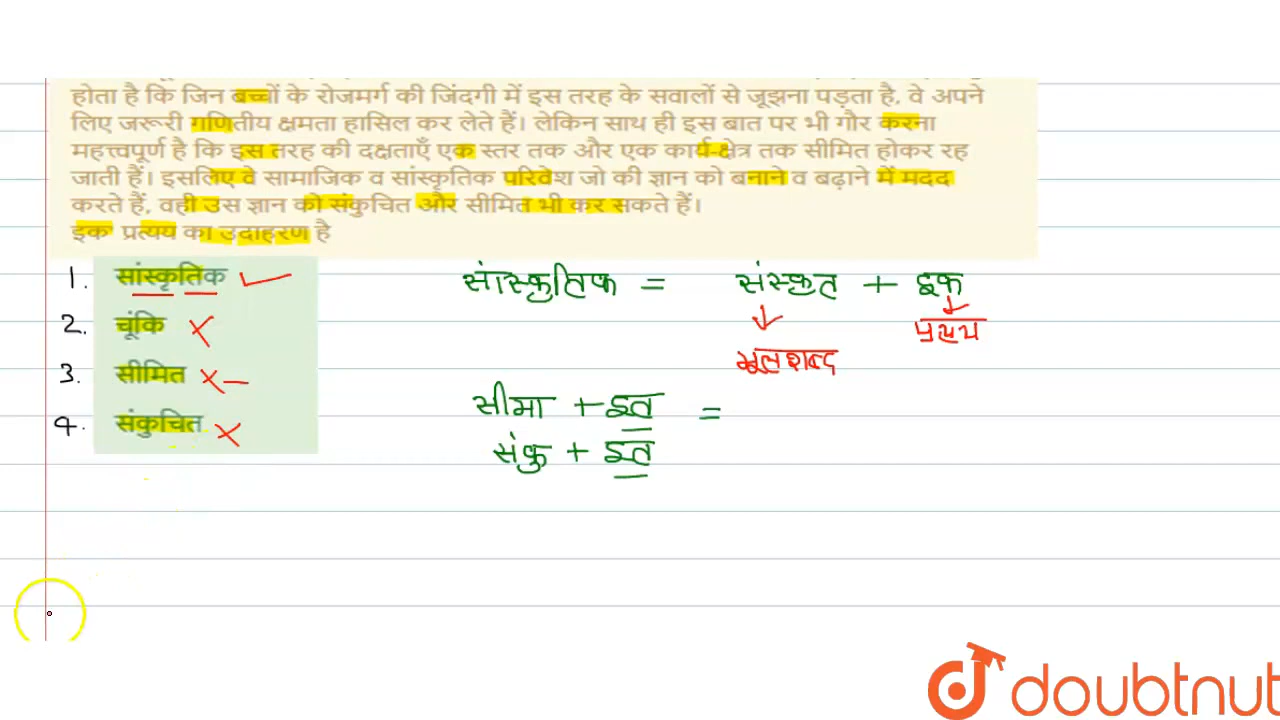 होता है कि जिन बच्चों के रोजमर्ग की जिंदगी में इस तरह के सवालों से जूझना पड़ता है, वे अपने
लिए जरूरी गणितीय क्षमता हासिल कर लेते हैं। लेकिन साथ ही इस बात पर भी गौर करना
महत्त्वपूर्ण है कि इस तरह की दक्षताएँ एक स्तर तक और एक कार्य-क्षेत्र तक सीमित होकर रह
जाती हैं। इसलिए वे सामाजिक व सांस्कृतिक परिवेश जो की ज्ञान को बनाने व बढ़ाने में मदद
करते हैं, वही उस ज्ञान को संकुचित और सीमित भी कर सकते हैं।
इक' प्रत्यय का उदाहरण है
1. सांस्कृतिक सांस्कृतिक = संस्कृत + इक
2. चूंकि मूलशब्द प्रत्यय
3. सीमित सीमा + इत =
4. संकुचित संकु + इत
doubtnut